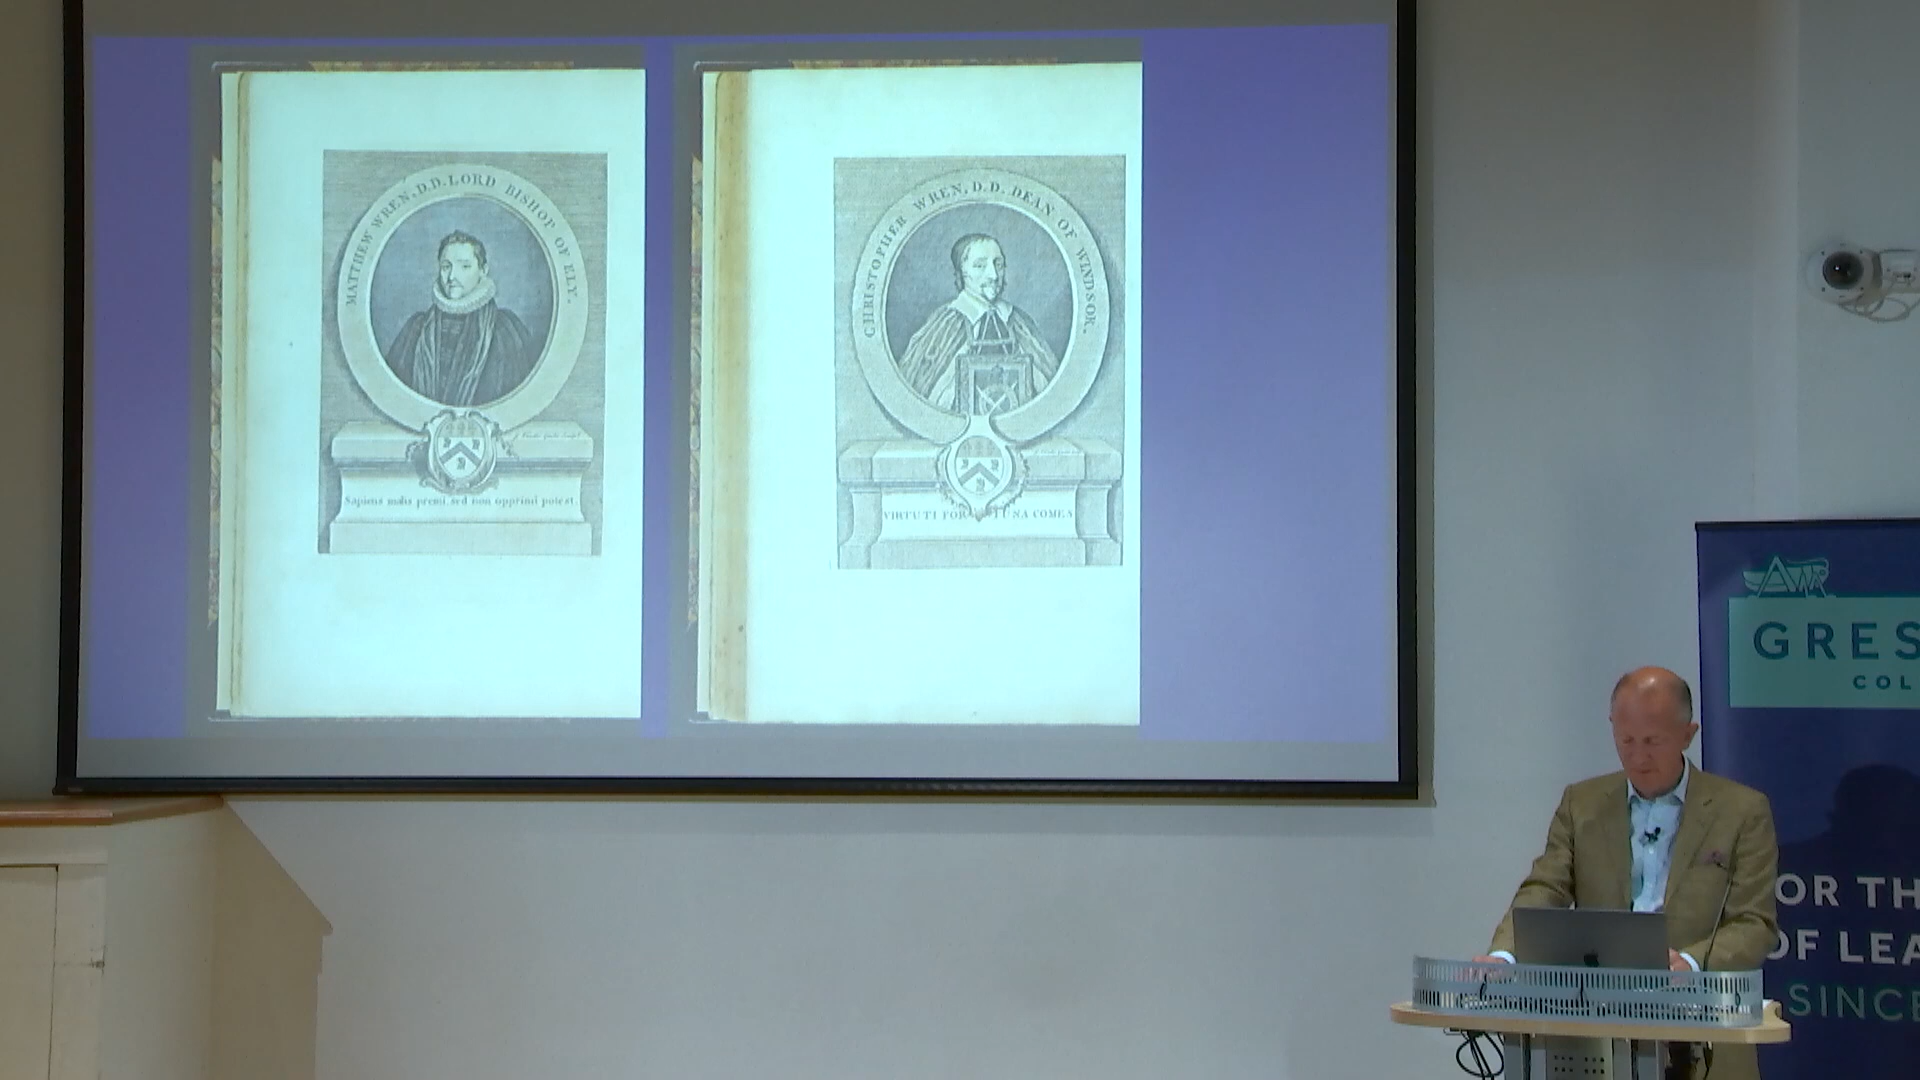 MATTHEW WREN, D.D. LORD BISHOP OF ELY.
Sapiens malis premi sed non opprimi potest.
CHRISTOPHER WREN, D.D. DEAN OF WINDSOR.
VIRTUTI FORTUNA COMES
GRES
COL
OR TH
OF LEA
SINCE